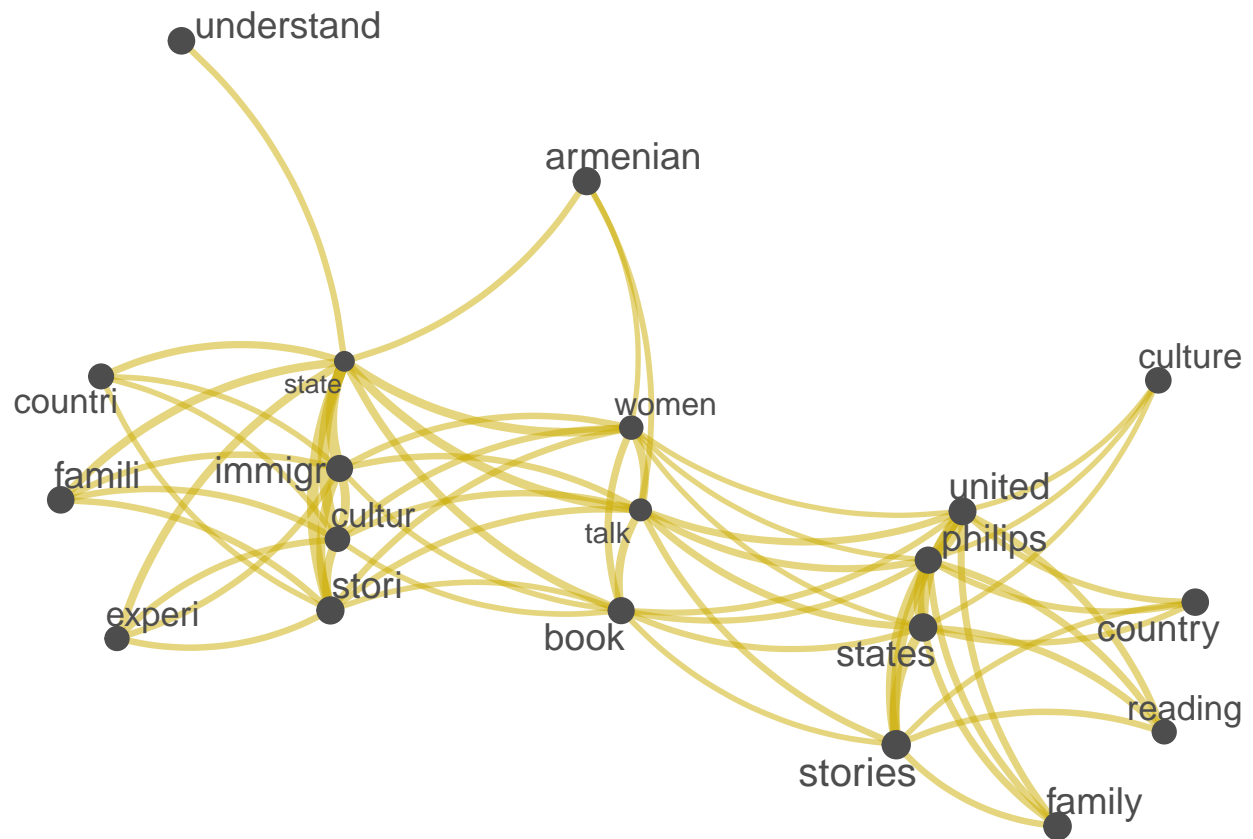 understand
armenian
culture
state
countri
women
famili
immigr
united
cultur
talk
philips
stori
experi
book
states
country
reading
stories
family